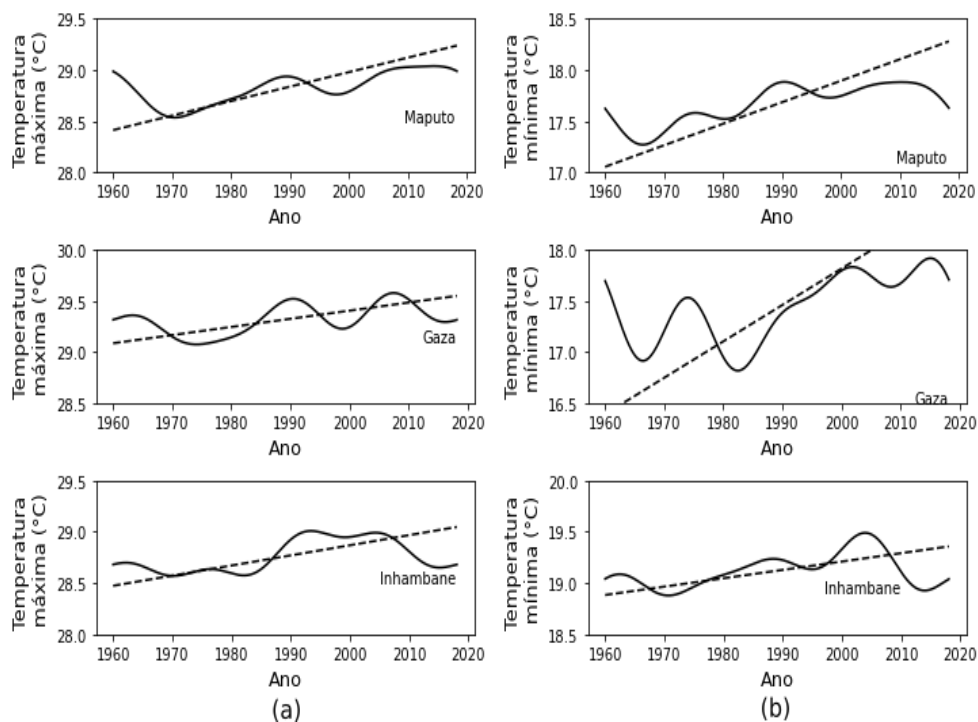 Temperatura
máxima (°C)
29.5
29.0
28.5
28.0
Maputo
1960 1970 1980 1990 2000 2010 2020
Ano
Temperatura
mínima (°C)
18.5
18.0
17.5
17.0
Maputo
1960 1970 1980 1990 2000 2010 2020
Ano
Temperatura
máxima (°C)
30.0
29.5
29.0
28.5
Gaza
1960 1970 1980 1990 2000 2010 2020
Ano
Temperatura
mínima (°C)
18.0
17.5
17.0
16.5
Gaza
1960 1970 1980 1990 2000 2010 2020
Ano
Temperatura
máxima (°C)
29.5
29.0
28.5
28.0
Inhambane
1960 1970 1980 1990 2000 2010 2020
Ano
(a)
Temperatura
mínima (°C)
20.0
19.5
19.0
18.5
Inhambane
1960 1970 1980 1990 2000 2010 2020
Ano
(b)